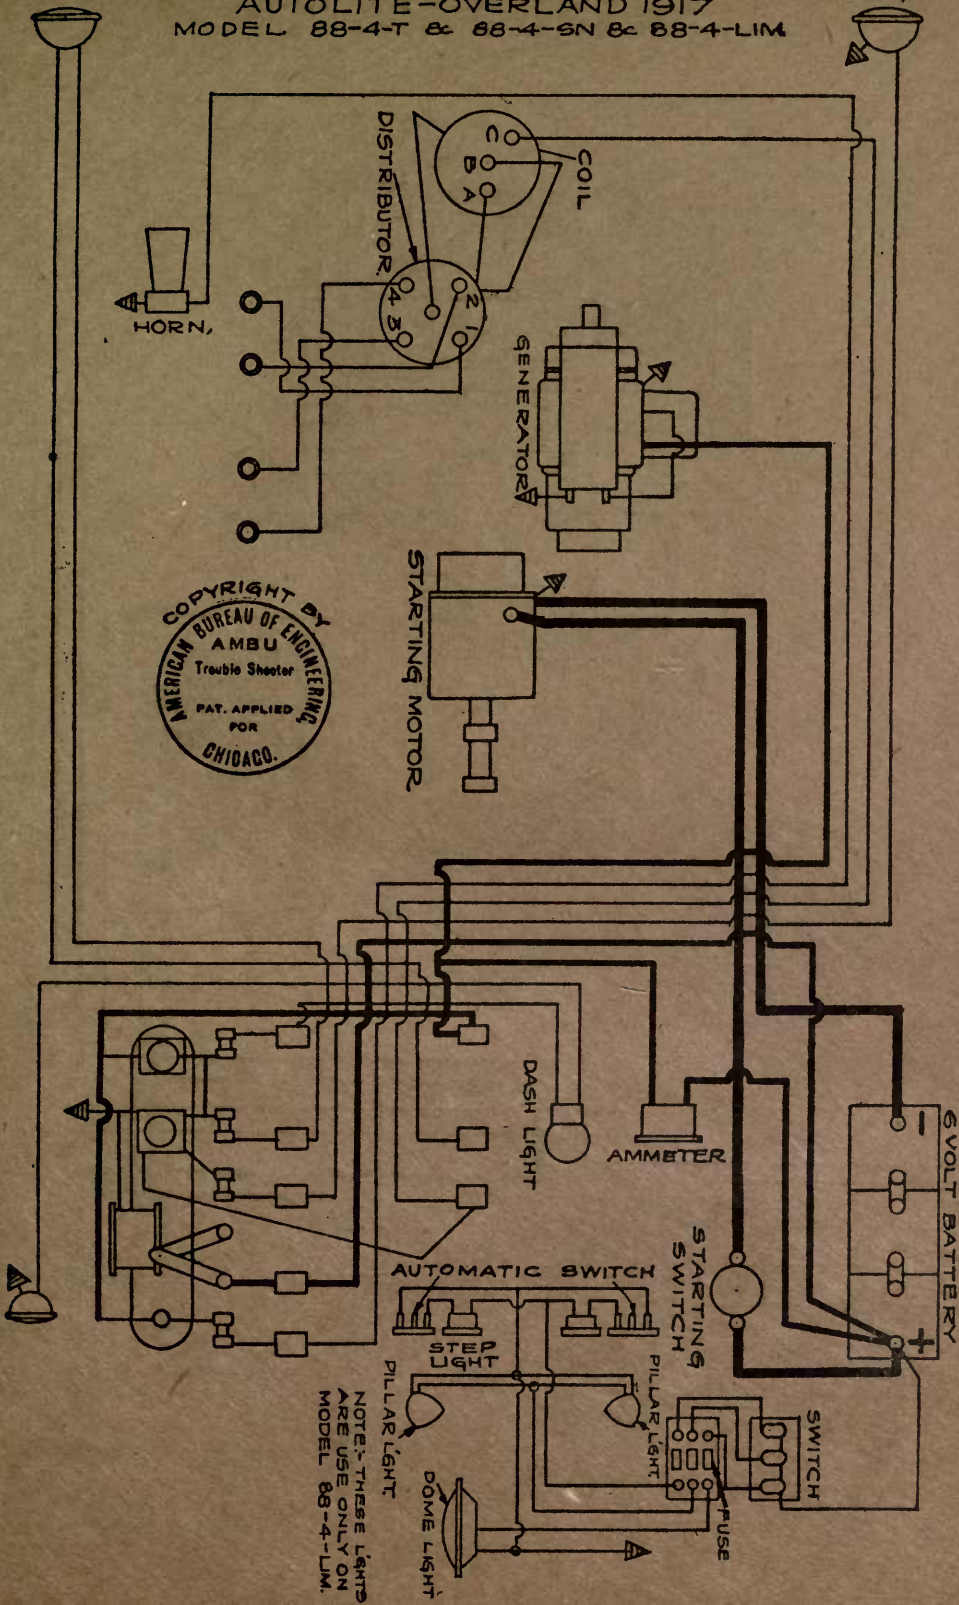 AUTOLITE-OVERLAND 1917
MODEL 88-4-T & 88-4-SN & 88-4-LIM.
COIL
C
B
A
DISTRIBUTOR.
4
2
3
1
HORN,
GENERATOR
STARTING MOTOR
COPYRIGHT BY
AMERICAN BUREAU OF ENGINEERING,
AMBU
Trouble Shooter
PAT. APPLIED
FOR
CHICAGO.
6 VOLT BATTERY
-
+
DASH LIGHT
AMMETER
STARTING
SWITCH
AUTOMATIC SWITCH
STEP
LIGHT
PILLAR L'GHT.
PILLAR L'GHT.
SWITCH
FUSE
DOME LIGHT
NOTE:- THESE L'GHTS
ARE USE ONLY ON
MODEL 88-4-LIM.